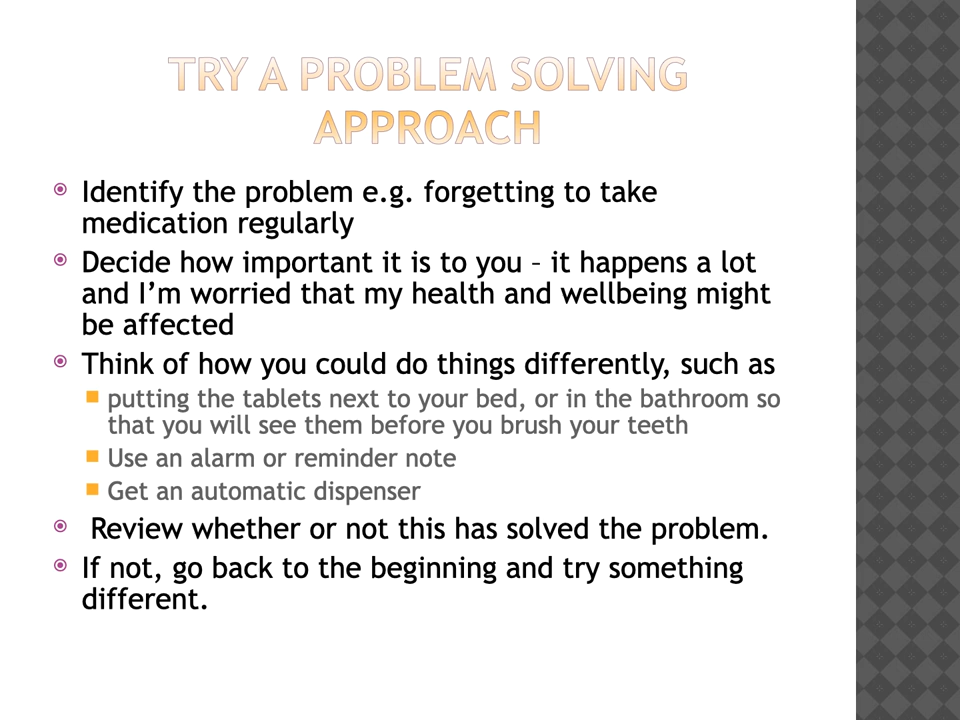 TRY A PROBLEM SOLVING
APPROACH
Identify the problem e.g. forgetting to take
medication regularly
Decide how important it is to you – it happens a lot
and I’m worried that my health and wellbeing might
be affected
Think of how you could do things differently, such as
putting the tablets next to your bed, or in the bathroom so
that you will see them before you brush your teeth
Use an alarm or reminder note
Get an automatic dispenser
Review whether or not this has solved the problem.
If not, go back to the beginning and try something
different.